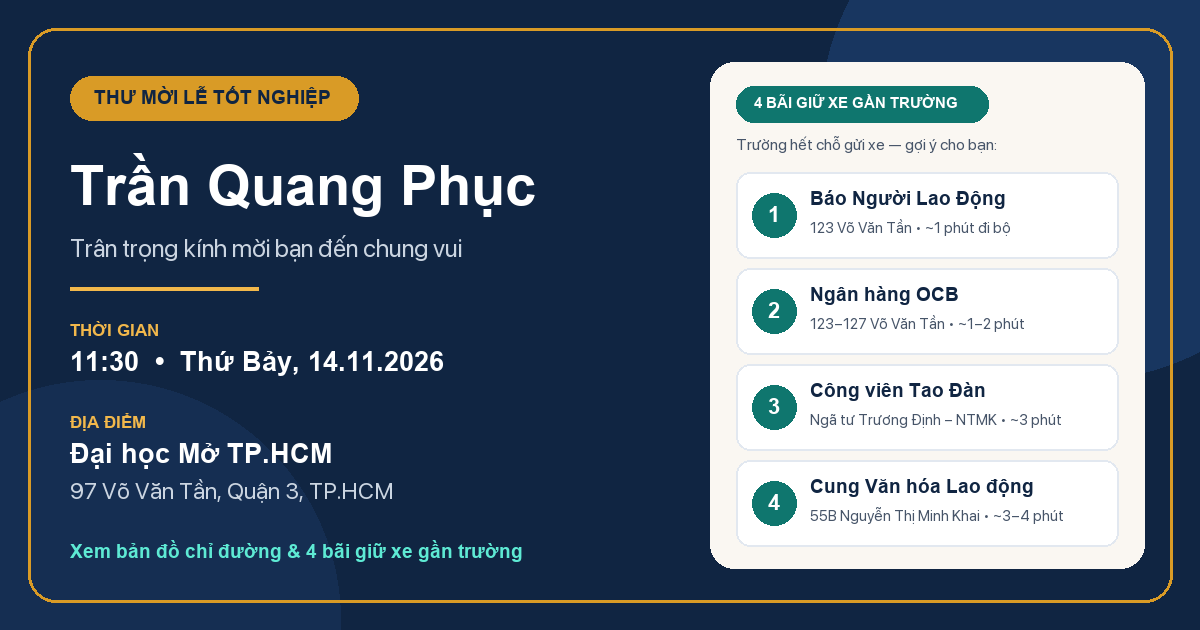 THƯ MỜI LỄ TỐT NGHIỆP
Trần Quang Phục
Trân trọng kính mời bạn đến chung vui
THỜI GIAN
11:30 • Thứ Bảy, 14.11.2026
ĐỊA ĐIỂM
Đại học Mở TP.HCM
97 Võ Văn Tần, Quận 3, TP.HCM
Xem bản đồ chỉ đường & 4 bãi giữ xe gần trường
4 BÃI GIỮ XE GẦN TRƯỜNG
Trường hết chỗ gửi xe — gợi ý cho bạn:
1
Báo Người Lao Động
123 Võ Văn Tần • ~1 phút đi bộ
2
Ngân hàng OCB
123–127 Võ Văn Tần • ~1–2 phút
3
Công viên Tao Đàn
Ngã tư Trương Định – NTMK • ~3 phút
4
Cung Văn hóa Lao động
55B Nguyễn Thị Minh Khai • ~3–4 phút